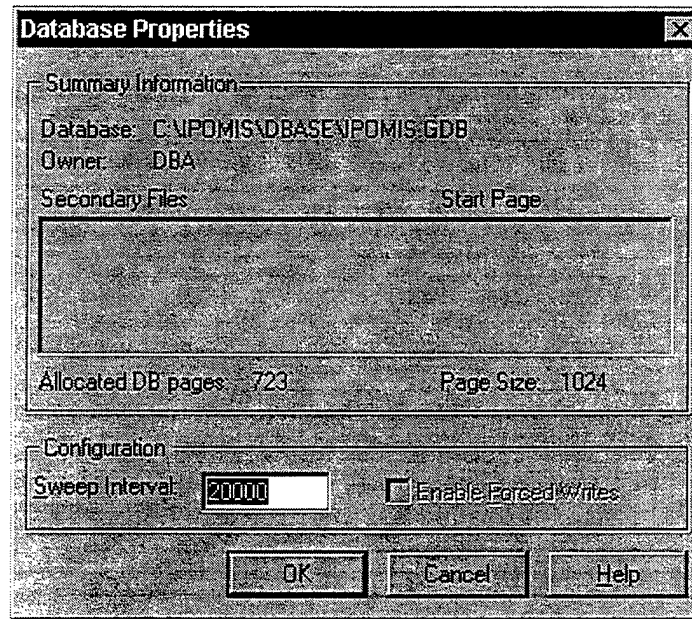 Database Properties
Summary Information
Database: C:\IPOMIS\DBASE\IPOMIS.GDB
Owner: DBA
Secondary Files Start Page
Allocated DB pages: 723 Page Size: 1024
Configuration
Sweep Interval: 20000 Enable Forced Writes
OK Cancel Help